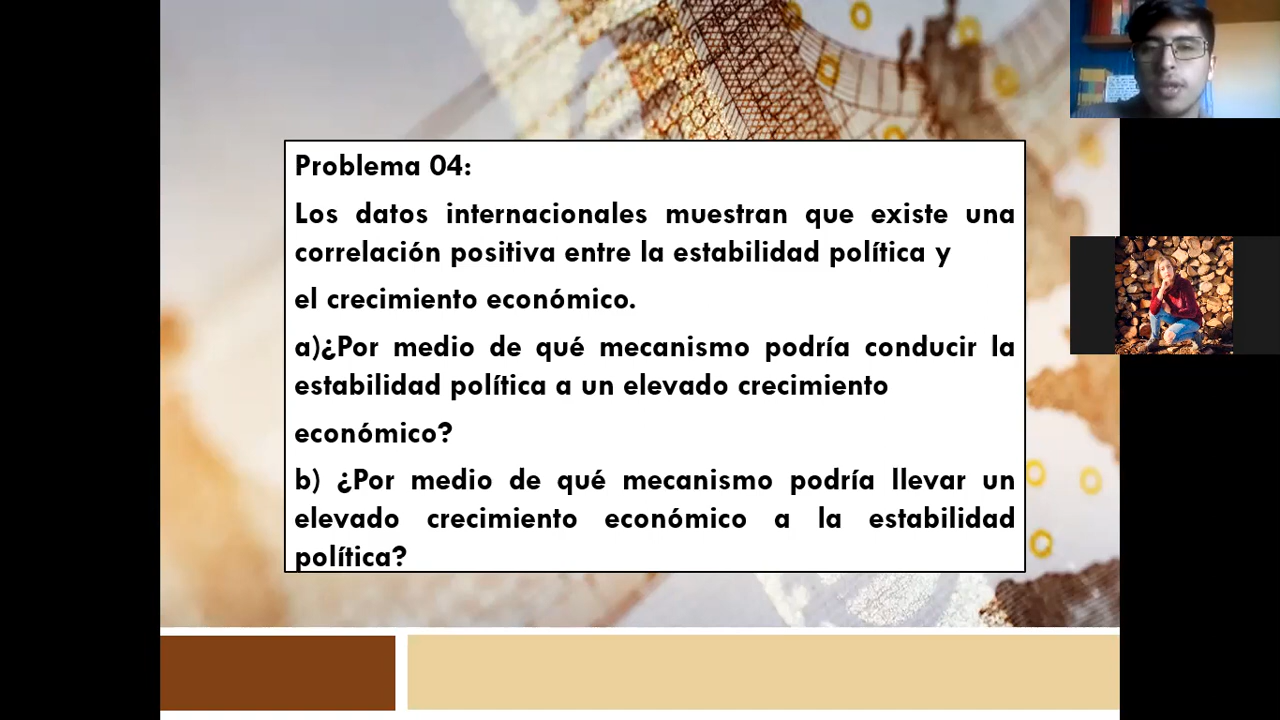 Problema 04:
Los datos internacionales muestran que existe una
correlación positiva entre la estabilidad política y
el crecimiento económico.
a)¿Por medio de qué mecanismo podría conducir la
estabilidad política a un elevado crecimiento
económico?
b) ¿Por medio de qué mecanismo podría llevar un
elevado crecimiento económico a la estabilidad
política?